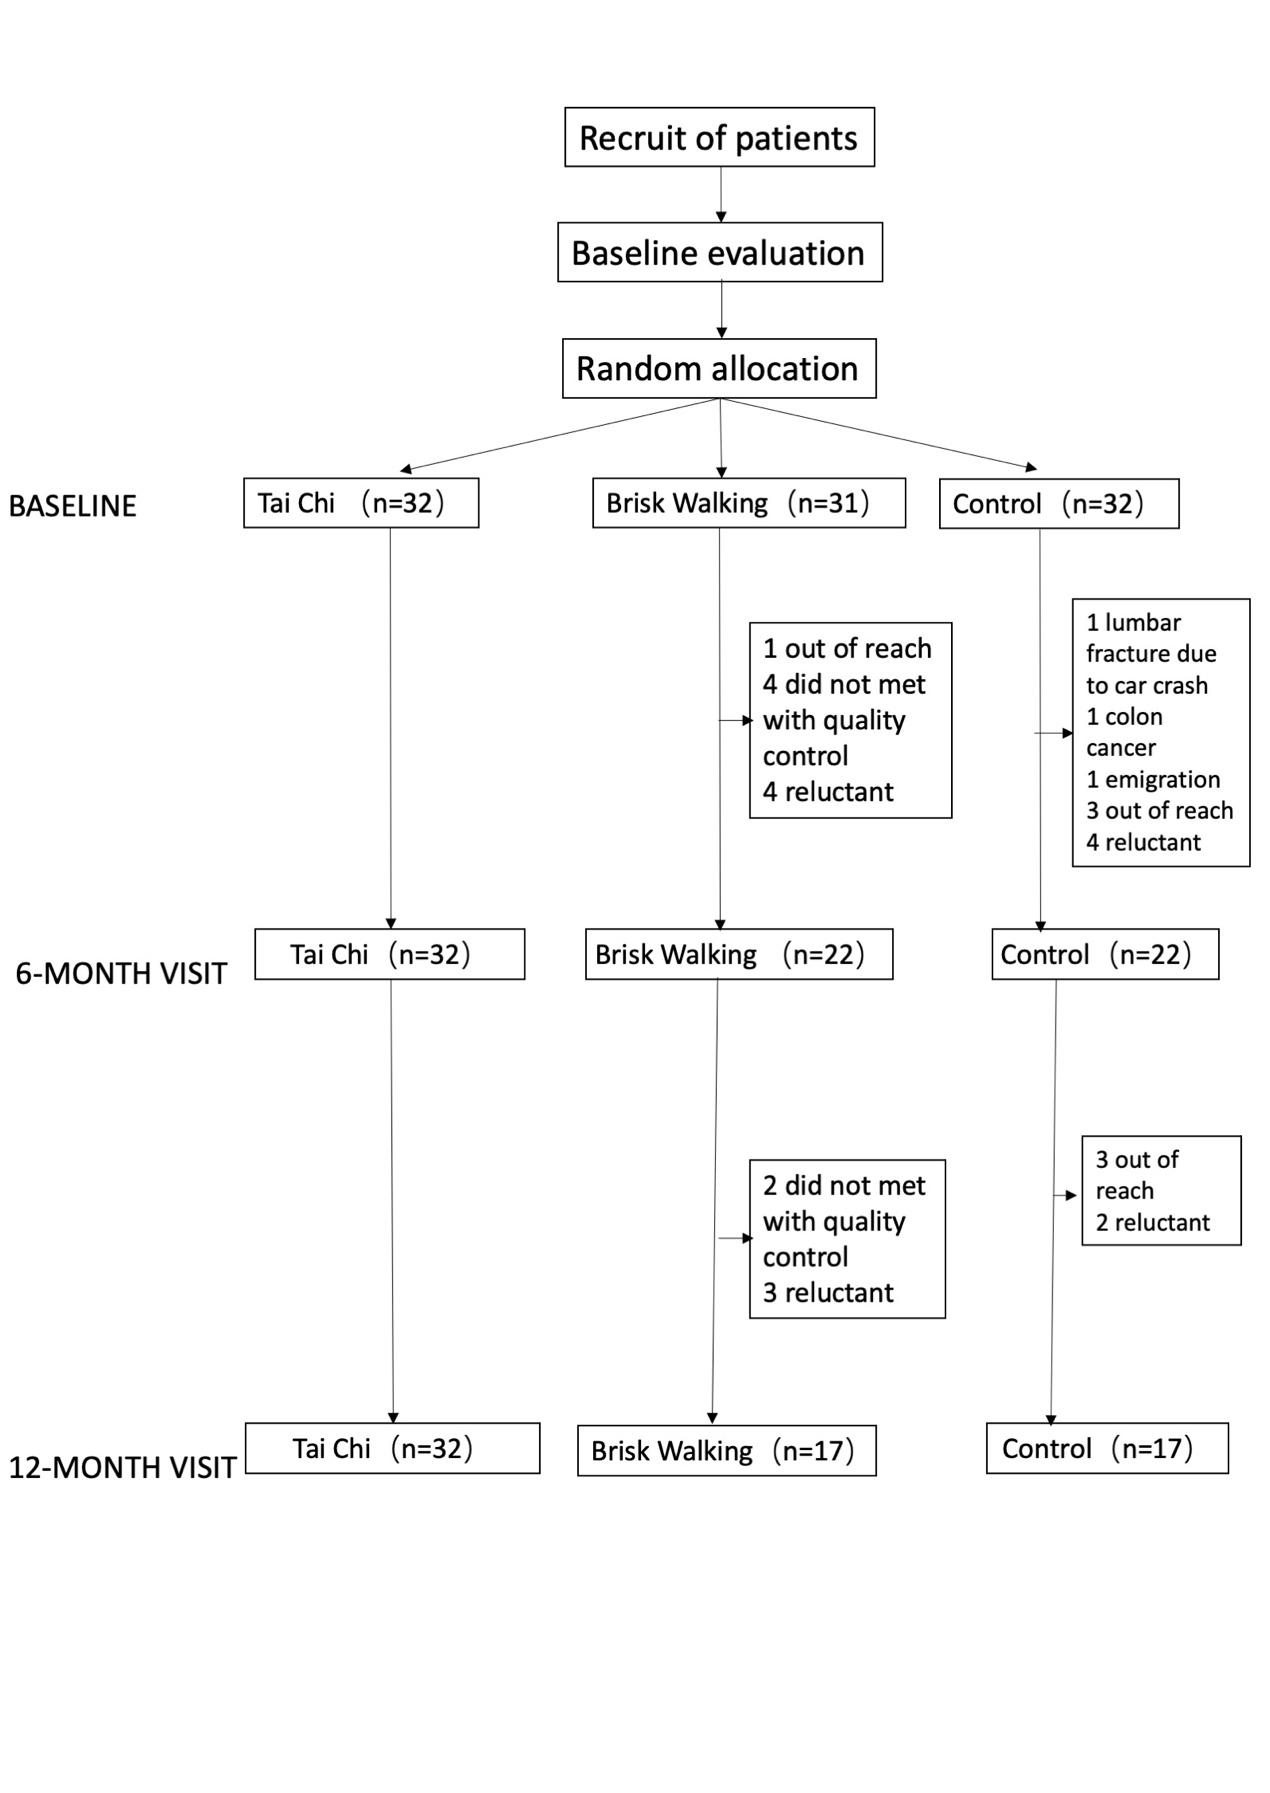 Recruit of patients
Baseline evaluation
Random allocation
BASELINE
Tai Chi （n=32）
Brisk Walking （n=31）
Control （n=32）
1 out of reach
4 did not met
with quality
control
4 reluctant
1 lumbar
fracture due
to car crash
1 colon
cancer
1 emigration
3 out of reach
4 reluctant
6-MONTH VISIT
Tai Chi （n=32）
Brisk Walking （n=22）
Control （n=22）
2 did not met
with quality
control
3 reluctant
3 out of
reach
2 reluctant
12-MONTH VISIT
Tai Chi （n=32）
Brisk Walking （n=17）
Control （n=17）